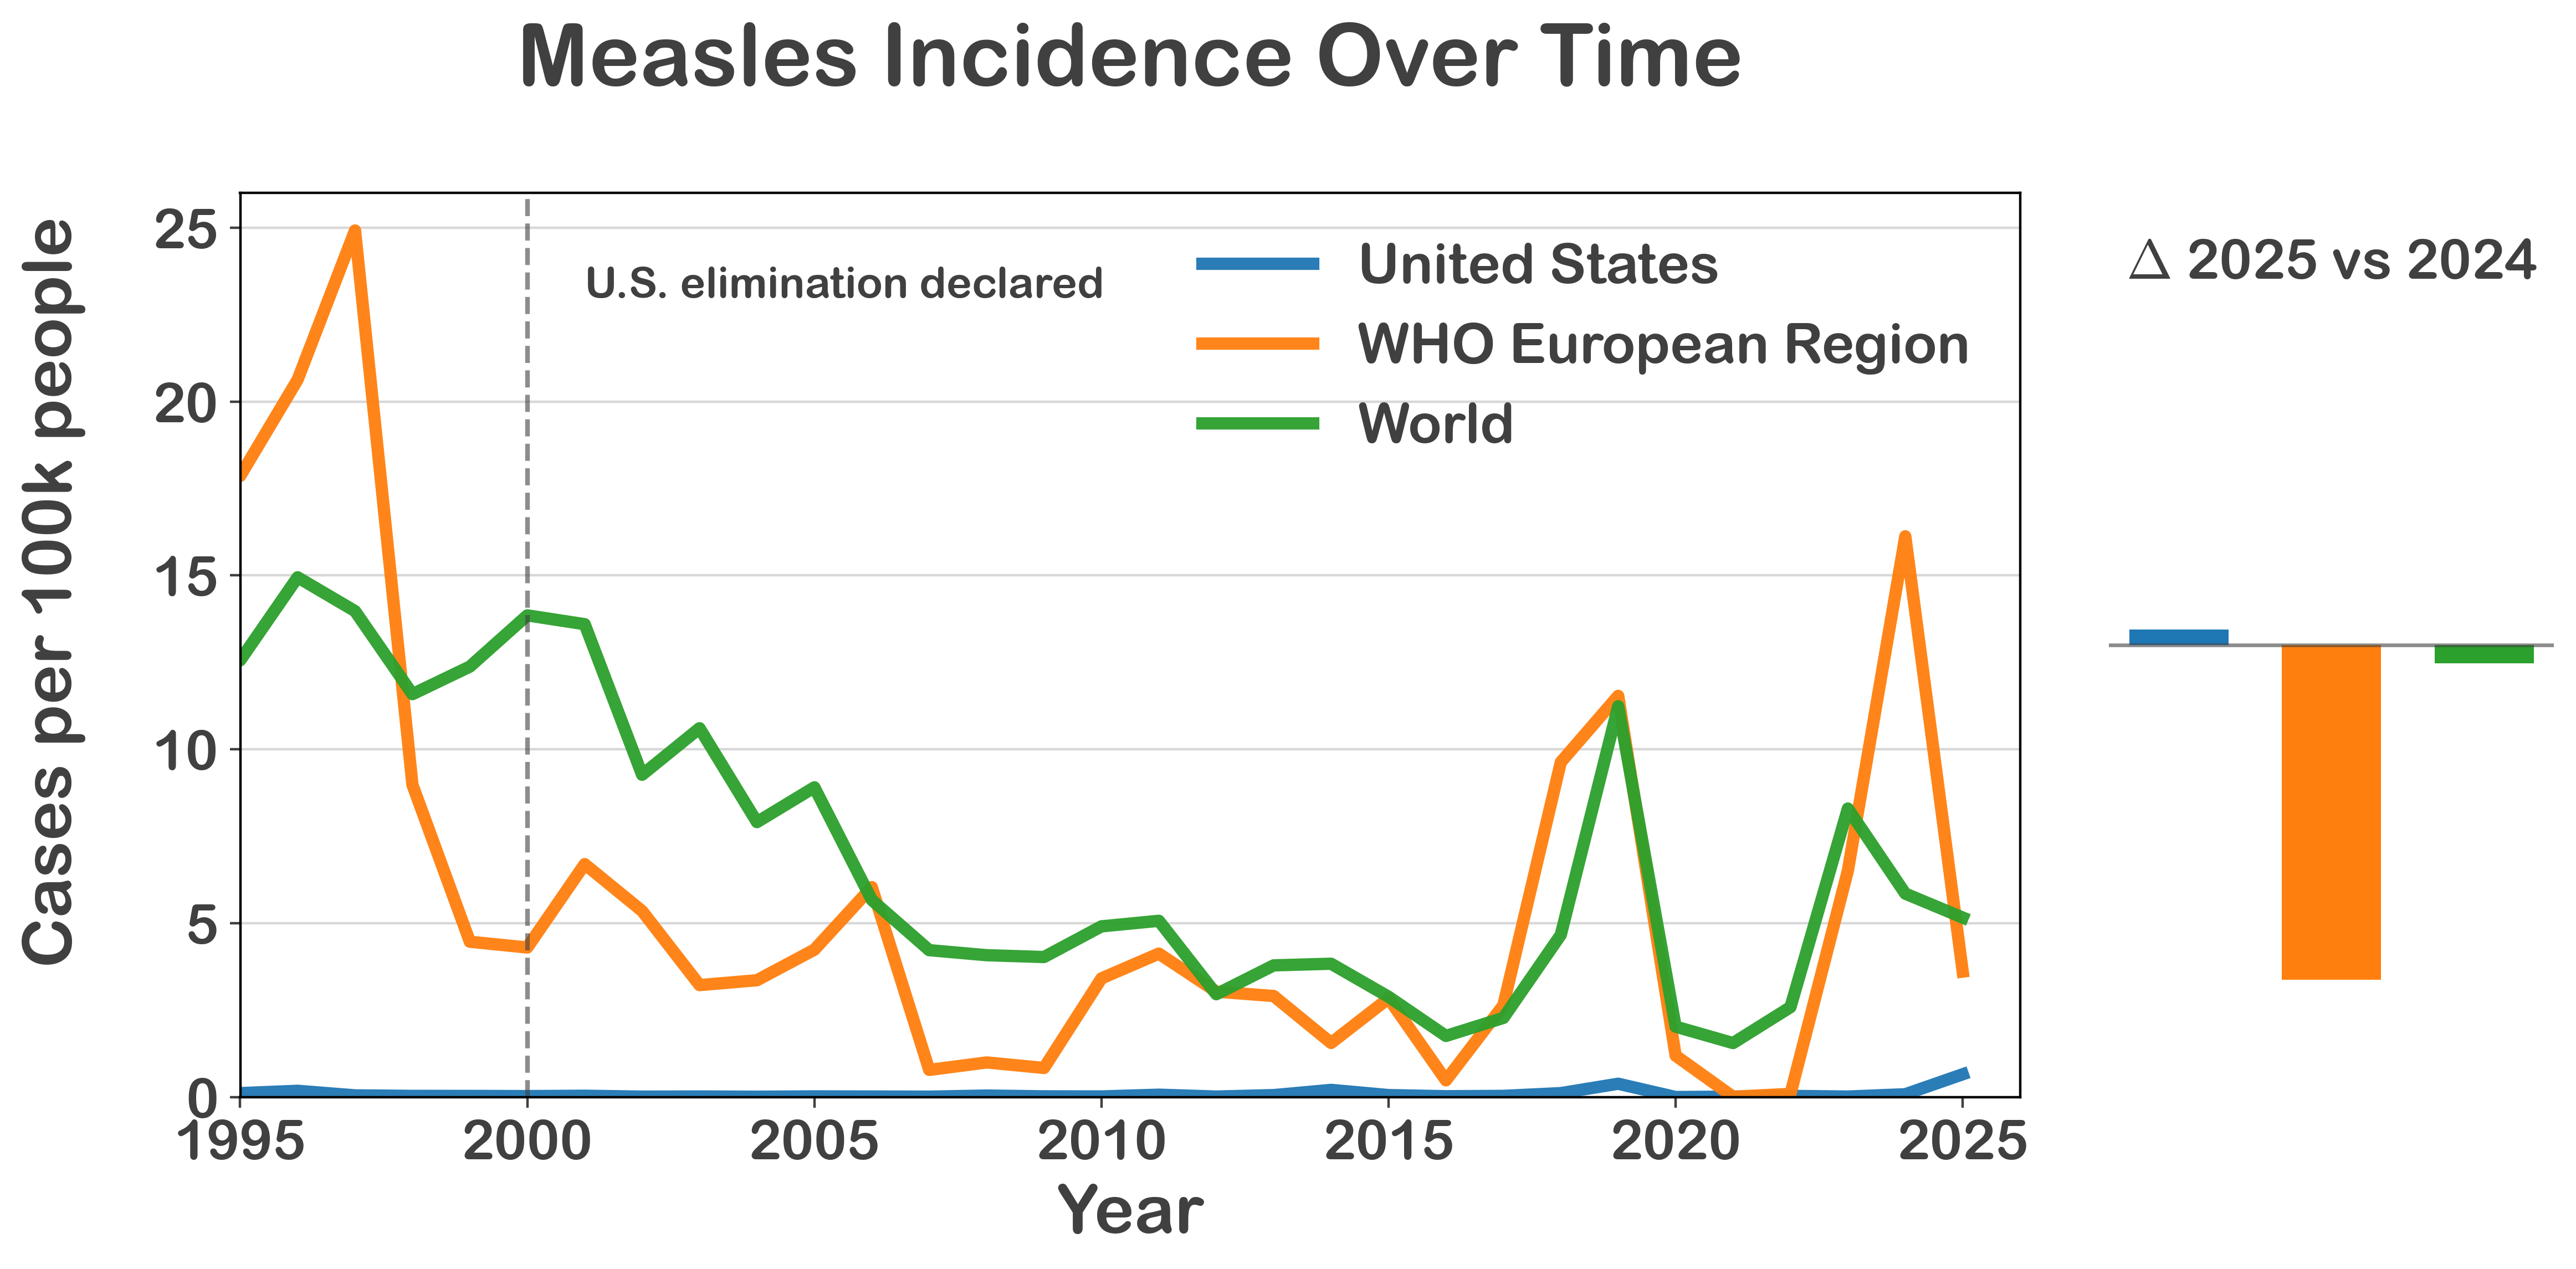 Measles Incidence Over Time
Cases per 100k people
25
20
15
10
5
0
U.S. elimination declared
United States
WHO European Region
World
1995
2000
2005
2010
2015
2020
2025
Year
Δ 2025 vs 2024